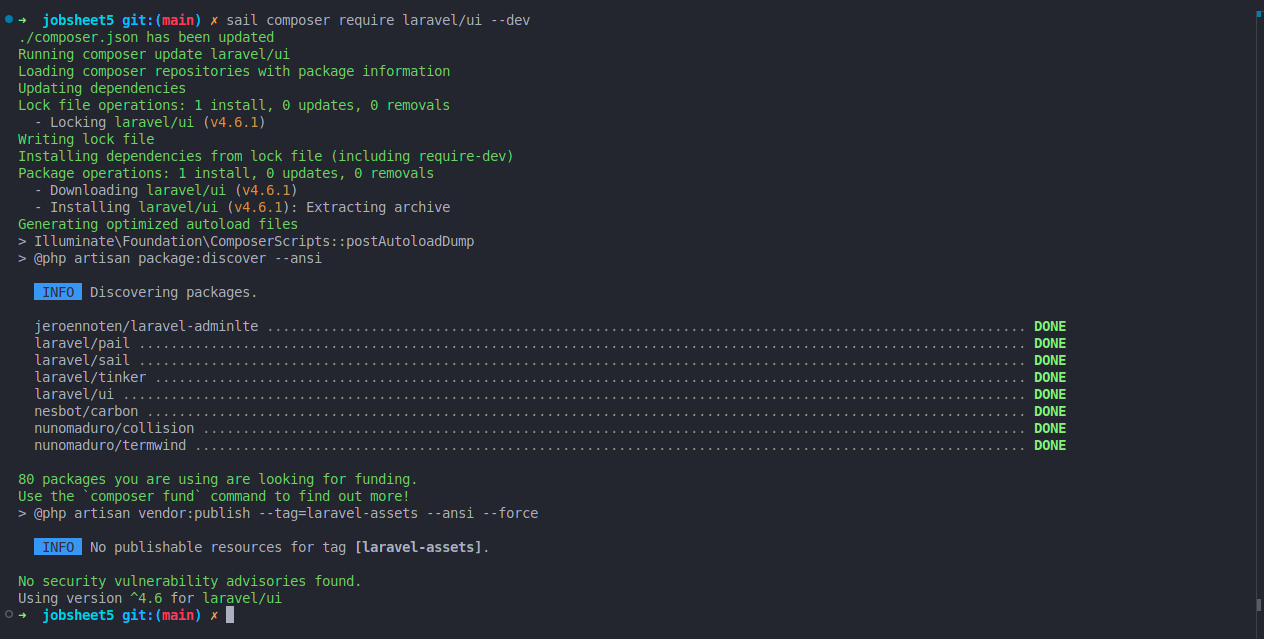 ➜  jobsheet5 git:(main) ✗ sail composer require laravel/ui --dev
./composer.json has been updated
Running composer update laravel/ui
Loading composer repositories with package information
Updating dependencies
Lock file operations: 1 install, 0 updates, 0 removals
  - Locking laravel/ui (v4.6.1)
Writing lock file
Installing dependencies from lock file (including require-dev)
Package operations: 1 install, 0 updates, 0 removals
  - Downloading laravel/ui (v4.6.1)
  - Installing laravel/ui (v4.6.1): Extracting archive
Generating optimized autoload files
> Illuminate\Foundation\ComposerScripts::postAutoloadDump
> @php artisan package:discover --ansi
INFO  Discovering packages.
jeroennoten/laravel-adminlte ............................................................................................... DONE
laravel/pail ............................................................................................................... DONE
laravel/sail ............................................................................................................... DONE
laravel/tinker ............................................................................................................. DONE
laravel/ui ................................................................................................................. DONE
nesbot/carbon .............................................................................................................. DONE
nunomaduro/collision ....................................................................................................... DONE
nunomaduro/termwind ........................................................................................................ DONE
80 packages you are using are looking for funding.
Use the `composer fund` command to find out more!
> @php artisan vendor:publish --tag=laravel-assets --ansi --force
INFO  No publishable resources for tag [laravel-assets].
No security vulnerability advisories found.
Using version ^4.6 for laravel/ui
➜  jobsheet5 git:(main) ✗